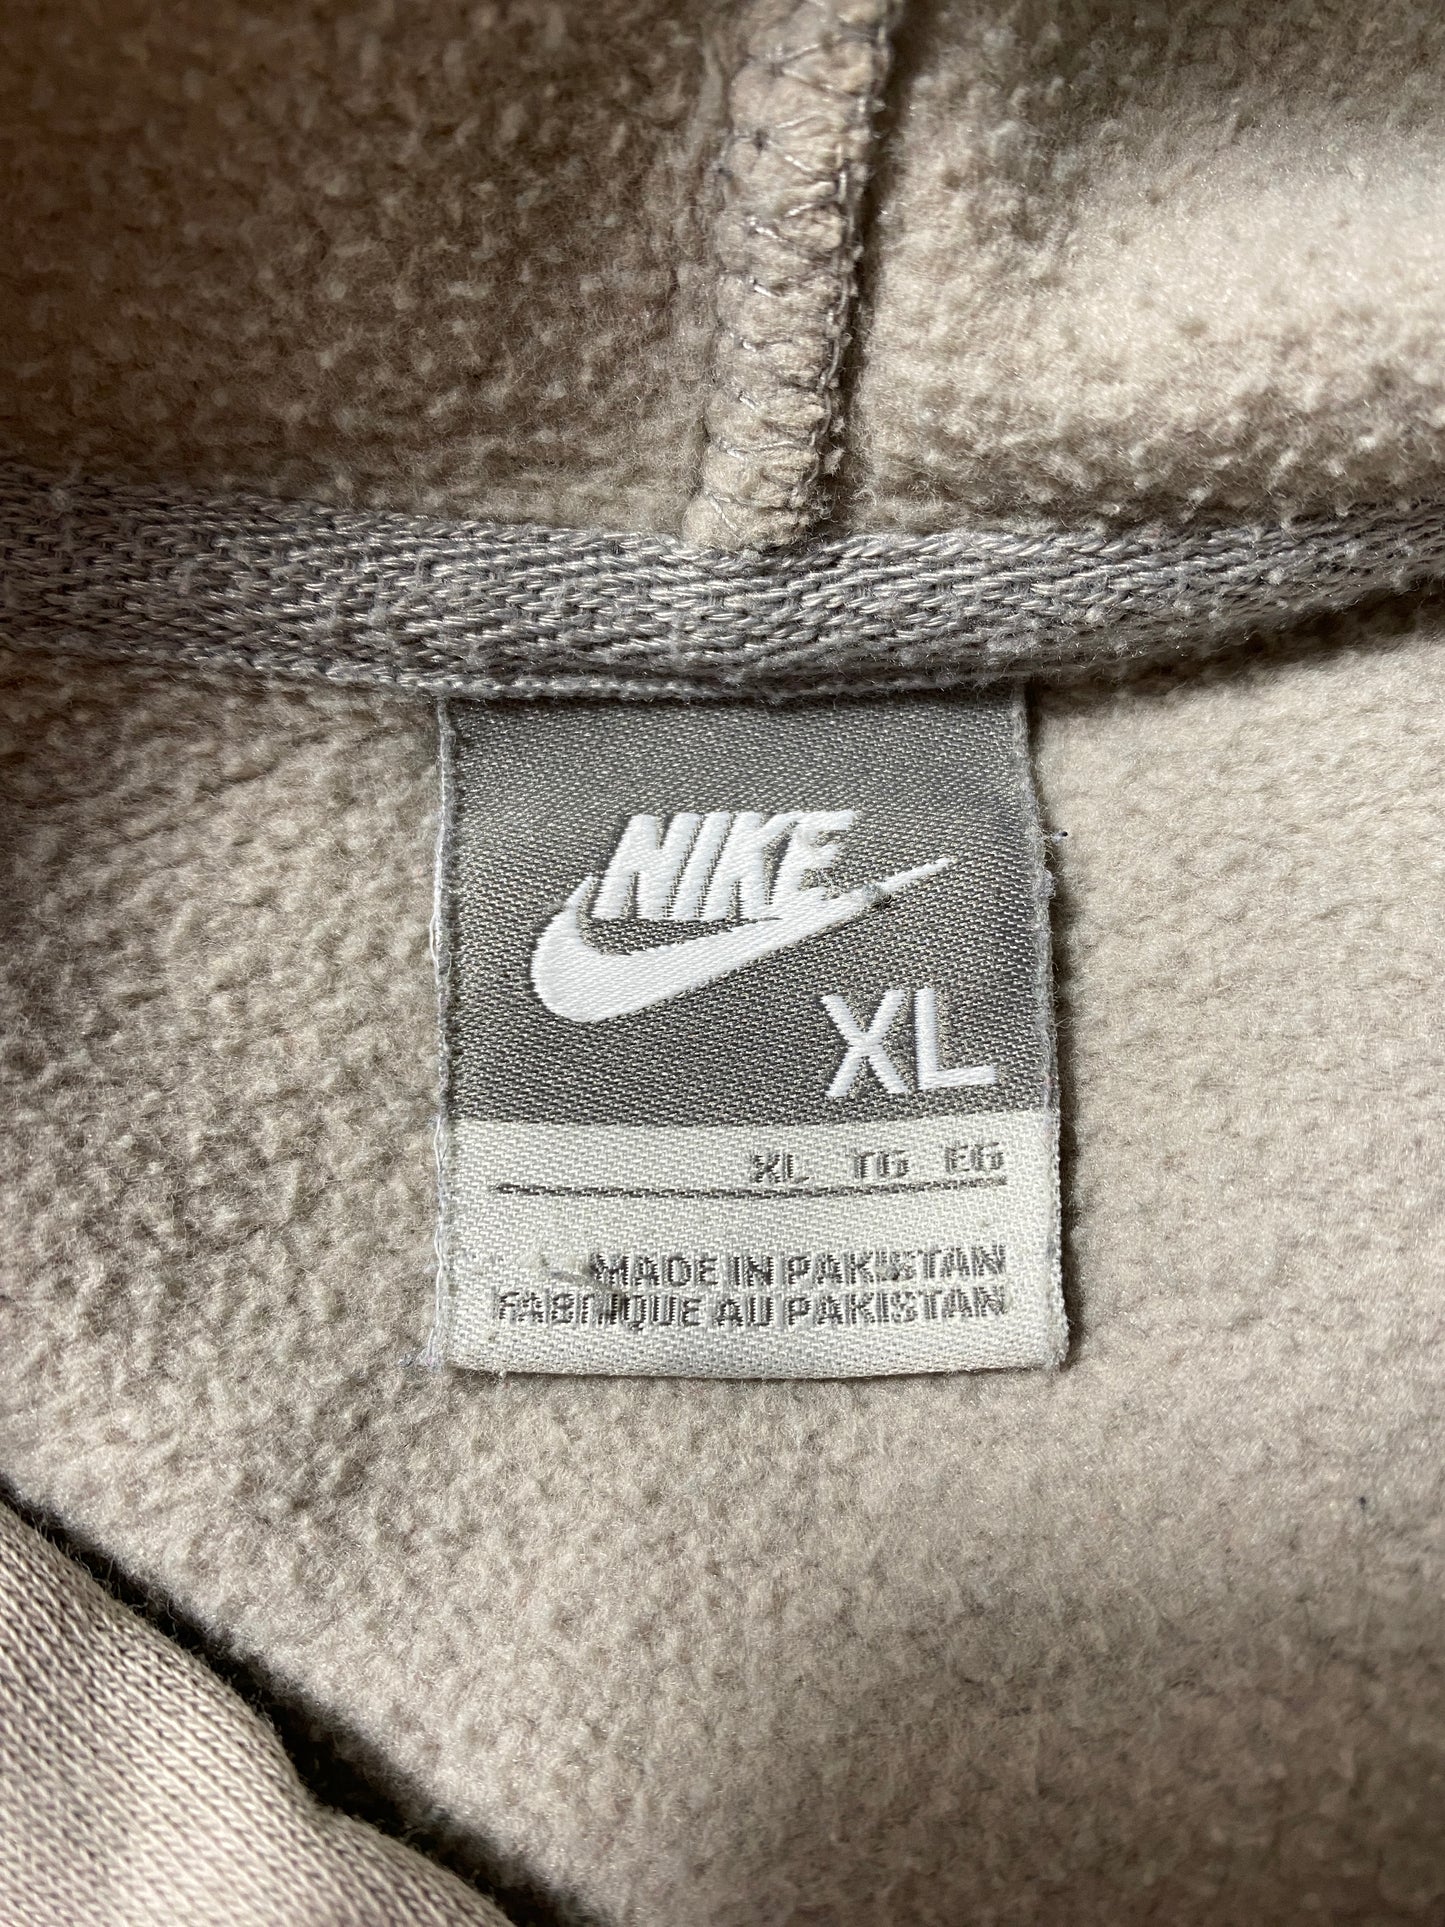 NIKE
XL
XL TG EG
MADE IN PAKISTAN
FABRIQUE AU PAKISTAN